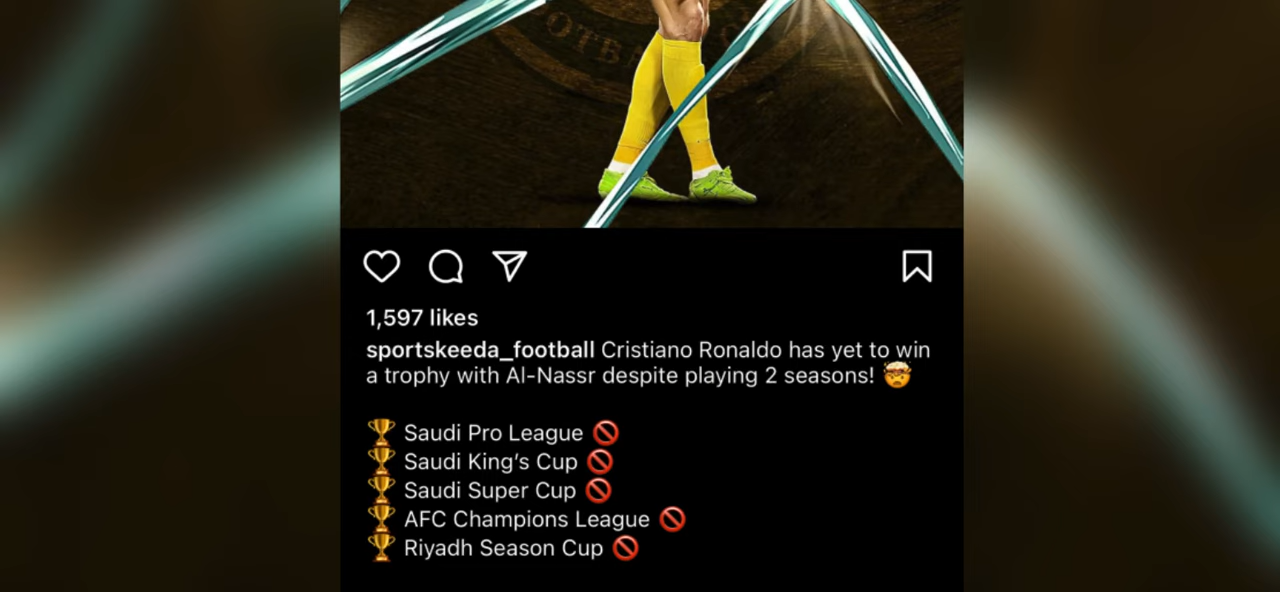 1,597 likes
sportskeeda_football Cristiano Ronaldo has yet to win
a trophy with Al-Nassr despite playing 2 seasons! 🤯
🏆 Saudi Pro League 🚫
🏆 Saudi King's Cup 🚫
🏆 Saudi Super Cup 🚫
🏆 AFC Champions League 🚫
🏆 Riyadh Season Cup 🚫